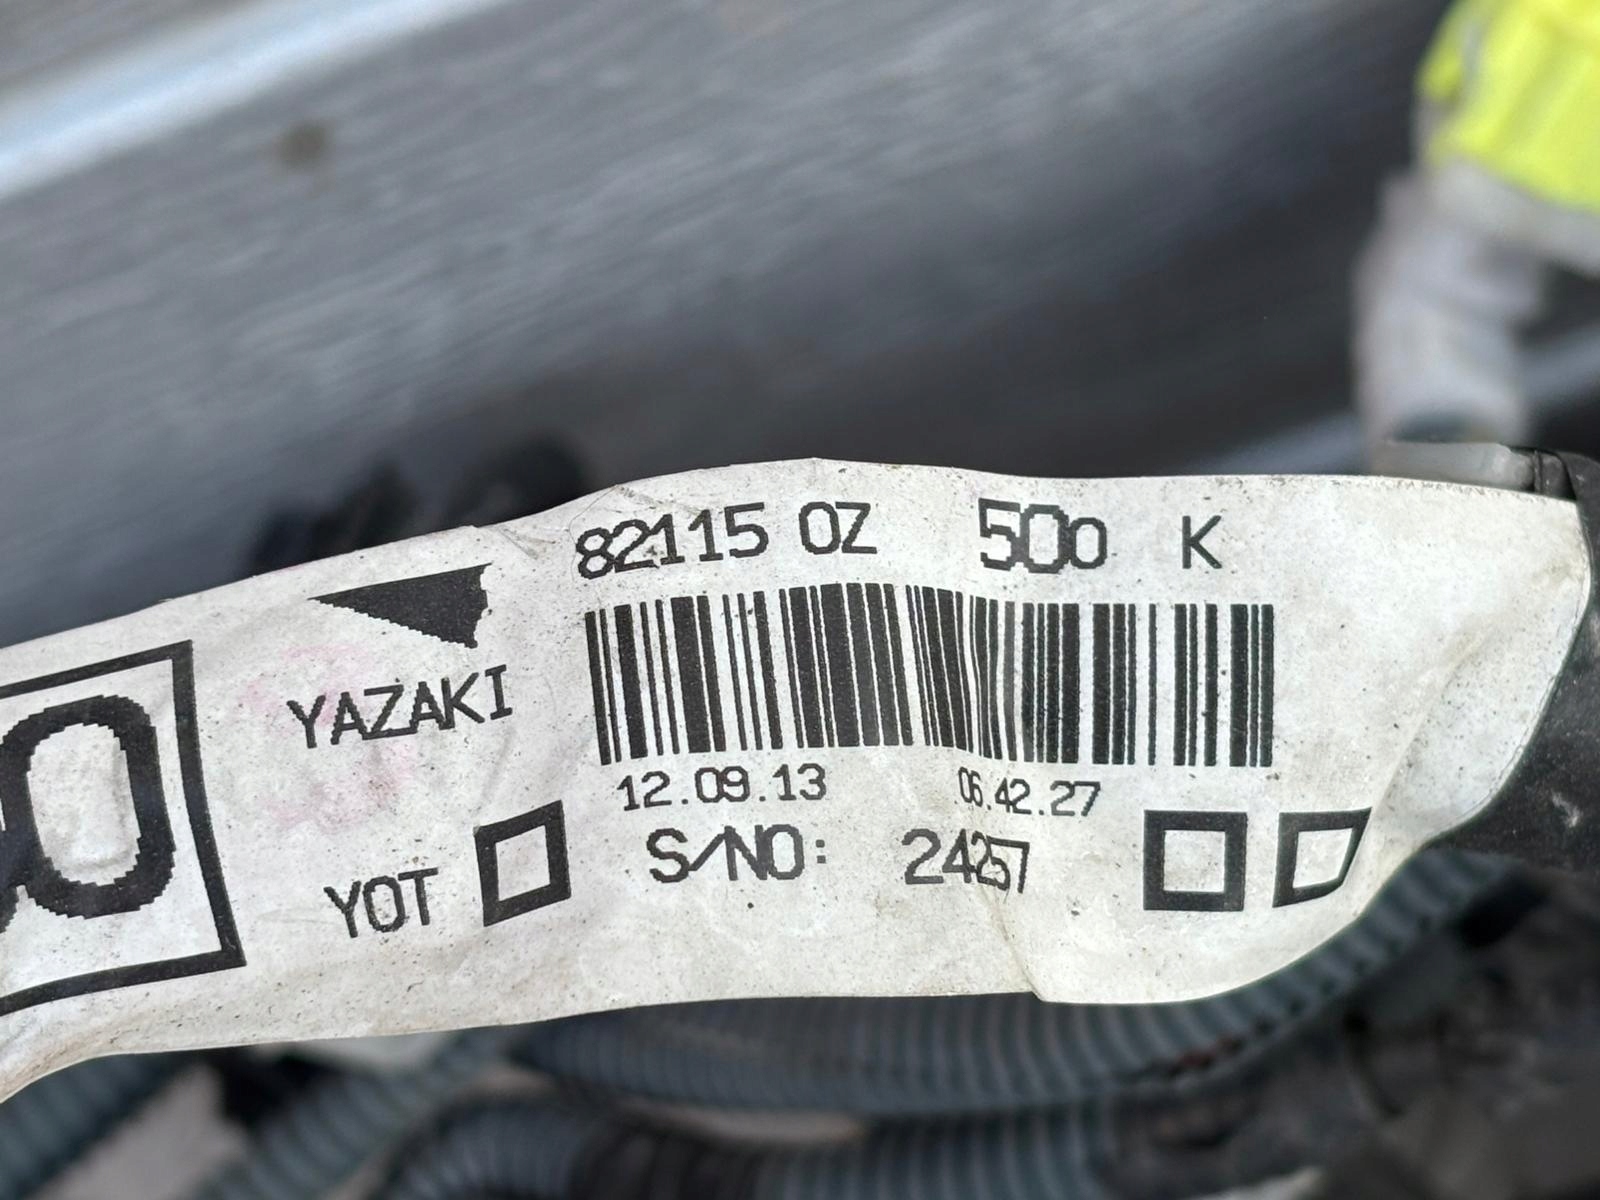 82115 0Z 500 K
YAZAKI
12.09.13 06.42.27
YOT S/NO: 24257